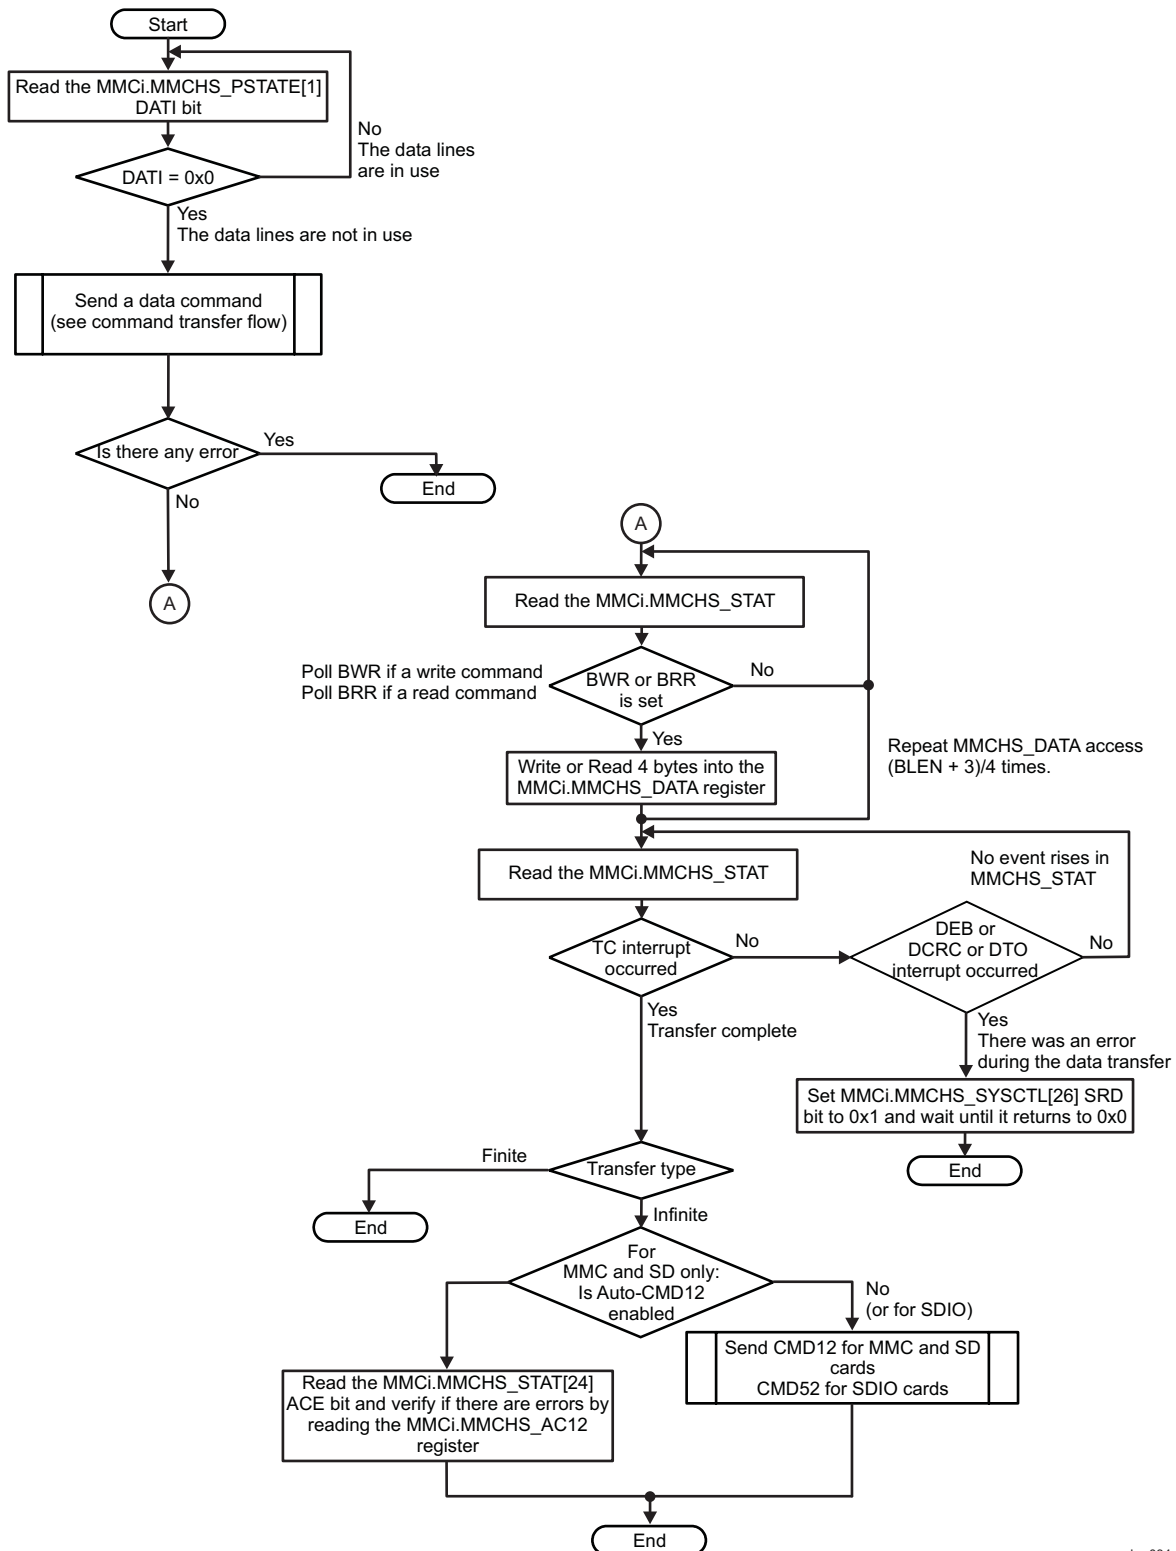 Start
Read the MMCi.MMCHS_PSTATE[1]
DATI bit
No
The data lines
are in use
DATI = 0x0
Yes
The data lines are not in use
Send a data command
(see command transfer flow)
Is there any error
Yes
End
No
A
A
Read the MMCi.MMCHS_STAT
Poll BWR if a write command
Poll BRR if a read command
BWR or BRR
is set
No
Yes
Repeat MMCHS_DATA access
(BLEN + 3)/4 times.
Write or Read 4 bytes into the
MMCi.MMCHS_DATA register
Read the MMCi.MMCHS_STAT
No event rises in
MMCHS_STAT
TC interrupt
occurred
No
DEB or
DCRC or DTO
interrupt occurred
No
Yes
Transfer complete
Yes
There was an error
during the data transfer
Set MMCi.MMCHS_SYSCTL[26] SRD
bit to 0x1 and wait until it returns to 0x0
End
Finite
Transfer type
End
Infinite
For
MMC and SD only:
Is Auto-CMD12
enabled
No
(or for SDIO)
Send CMD12 for MMC and SD
cards
CMD52 for SDIO cards
Read the MMCi.MMCHS_STAT[24]
ACE bit and verify if there are errors by
reading the MMCi.MMCHS_AC12
register
End